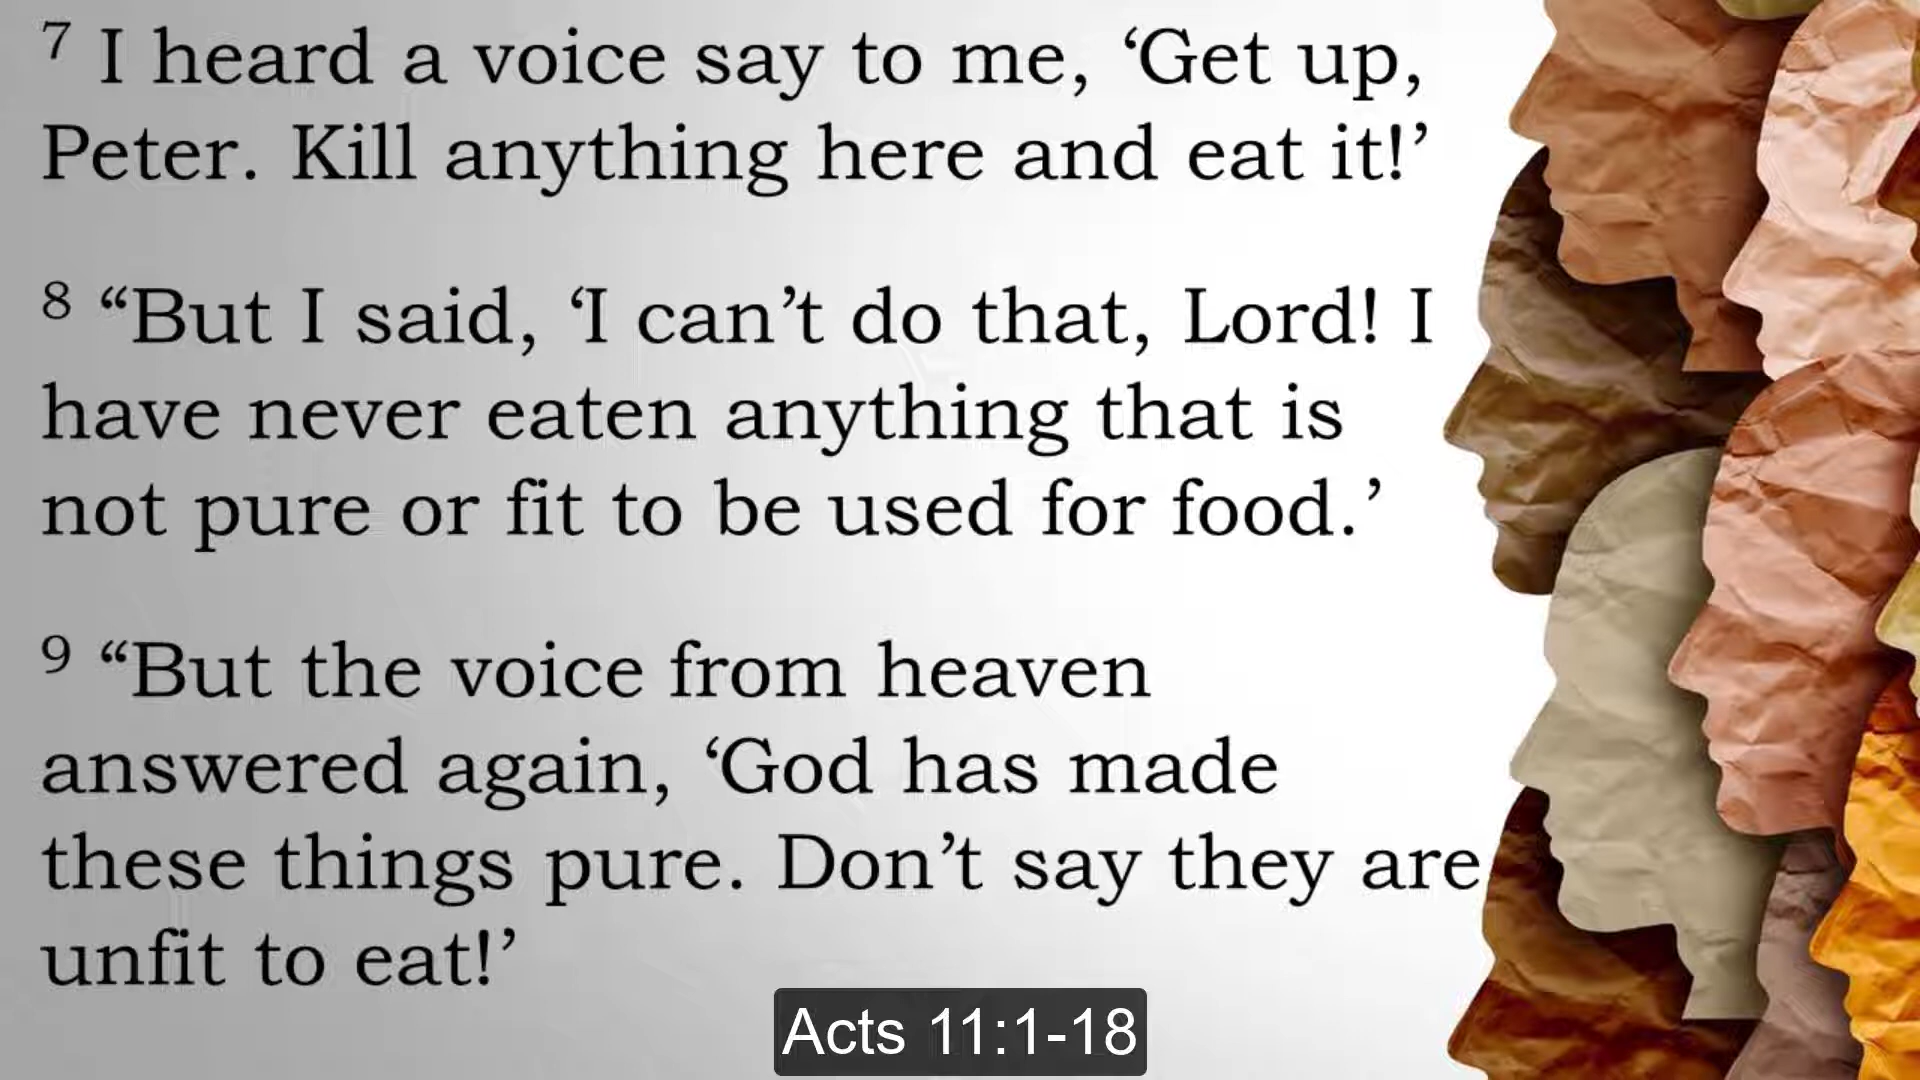 7 I heard a voice say to me, ‘Get up,
Peter. Kill anything here and eat it!’
8 “But I said, ‘I can’t do that, Lord! I
have never eaten anything that is
not pure or fit to be used for food.’
9 “But the voice from heaven
answered again, ‘God has made
these things pure. Don’t say they are
unfit to eat!’
Acts 11:1-18